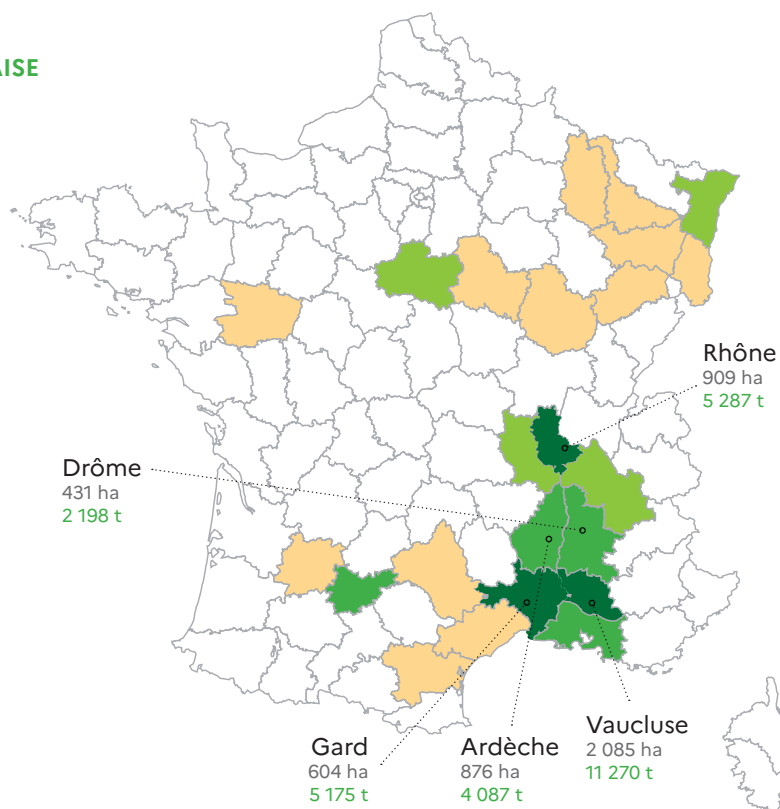 AISE
Rhône
909 ha
5 287 t
Drôme
431 ha
2 198 t
Gard
604 ha
5 175 t
Ardèche
876 ha
4 087 t
Vaucluse
2 085 ha
11 270 t